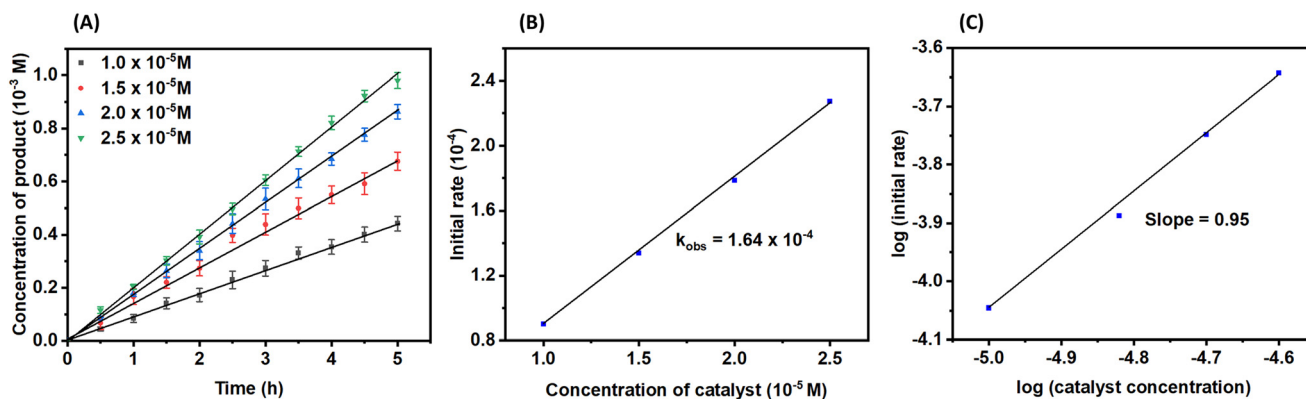 (A)
Concentration of product (10⁻³ M)
1.0
0.8
0.6
0.4
0.2
0.0
1.0 x 10⁻⁵M
1.5 x 10⁻⁵M
2.0 x 10⁻⁵M
2.5 x 10⁻⁵M
0 1 2 3 4 5
Time (h)
(B)
Initial rate (10⁻⁴)
2.4
2.0
1.6
1.2
0.8
k_obs = 1.64 x 10⁻⁴
1.0 1.5 2.0 2.5
Concentration of catalyst (10⁻⁵ M)
(C)
log (initial rate)
-3.6
-3.7
-3.8
-3.9
-4.0
-4.1
Slope = 0.95
-5.0 -4.9 -4.8 -4.7 -4.6
log (catalyst concentration)